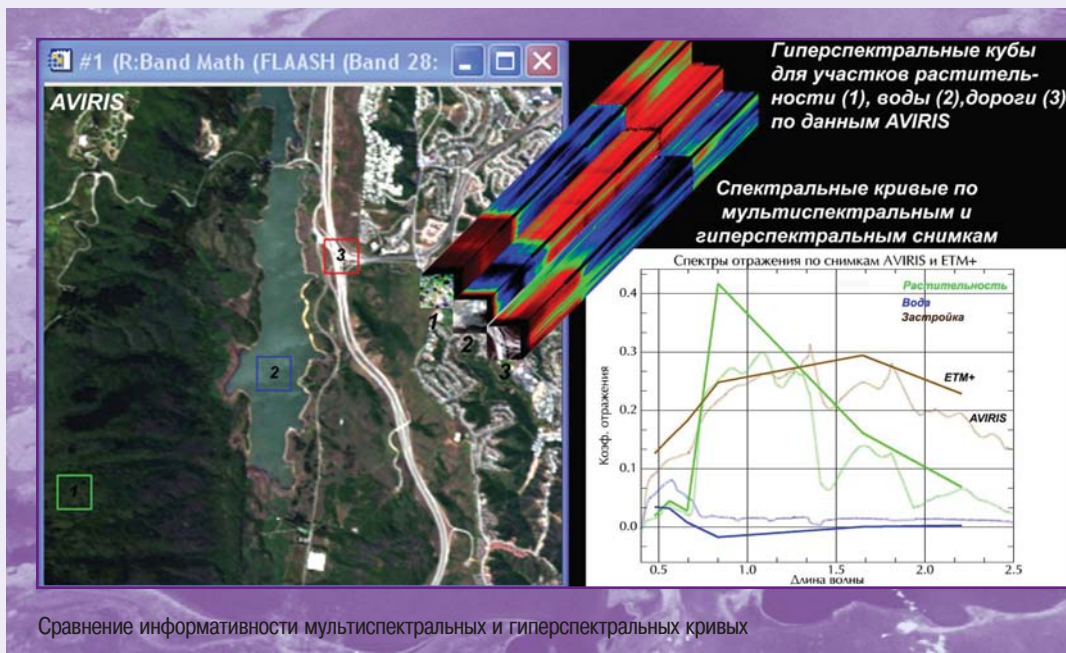 #1 (R:Band Math (FLAASH (Band 28:
AVIRIS
3
2
1
1
2
3
Гиперспектральные кубы
для участков раститель-
ности (1), воды (2),дороги (3)
по данным AVIRIS
Спектральные кривые по
мультиспектральным и
гиперспектральным снимкам
Спектры отражения по снимкам AVIRIS и ETM+
Растительность
Вода
Застройка
ETM+
AVIRIS
Коэф. отражения
0.4
0.3
0.2
0.1
0.0
0.5 1.0 1.5 2.0 2.5
Длина волны
Сравнение информативности мультиспектральных и гиперспектральных кривых